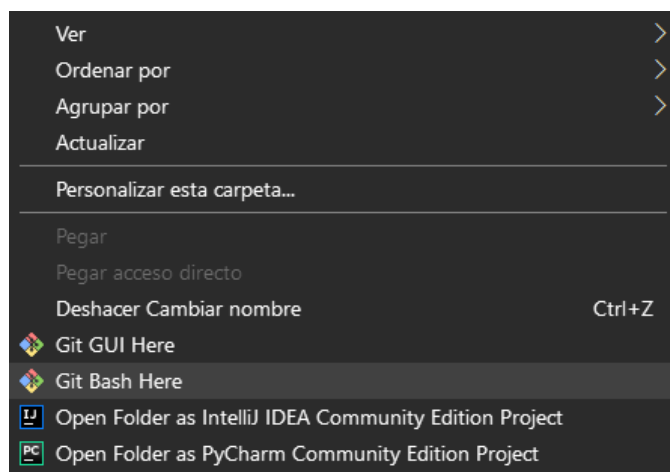 Ver
Ordenar por
Agrupar por
Actualizar
Personalizar esta carpeta...
Pegar
Pegar acceso directo
Deshacer Cambiar nombre Ctrl+Z
Git GUI Here
Git Bash Here
IJ Open Folder as IntelliJ IDEA Community Edition Project
PC Open Folder as PyCharm Community Edition Project